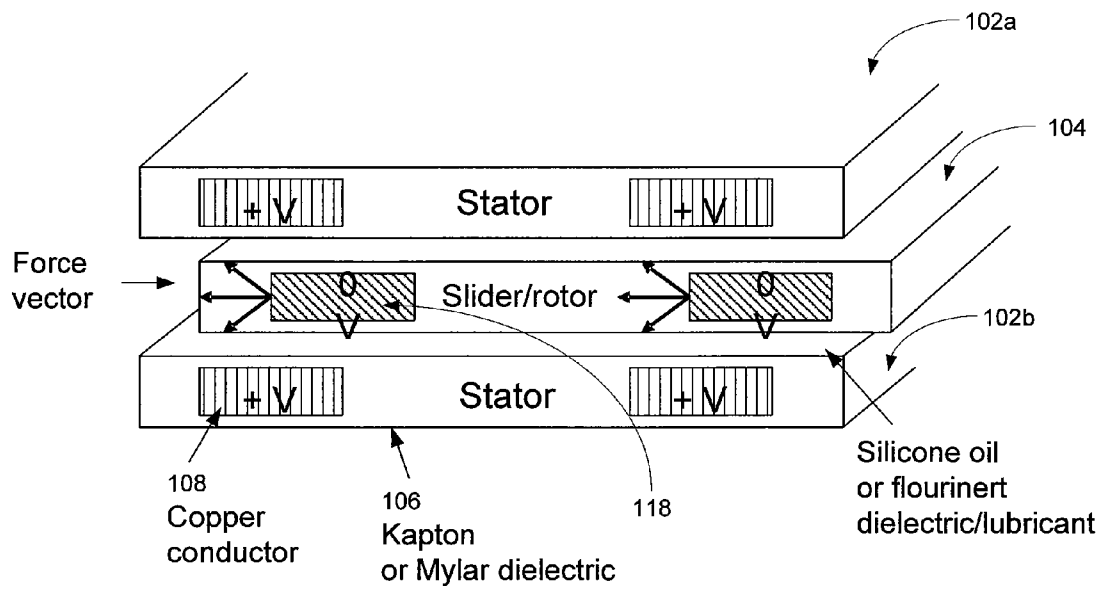 102a
104
+ V
Stator
+ V
Force
vector
0
V
Slider/rotor
0
V
102b
+ V
Stator
+ V
108
Copper
conductor
106
Kapton
or Mylar dielectric
118
Silicone oil
or flourinert
dielectric/lubricant